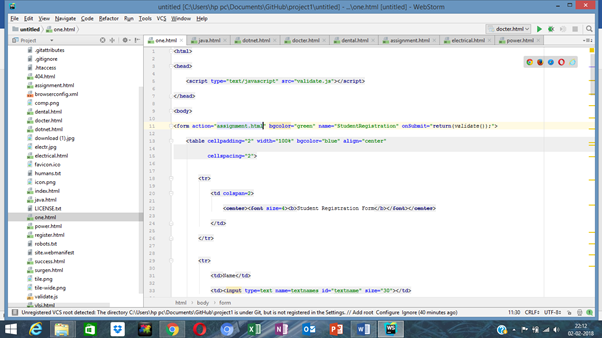 untitled [C:\Users\hp pc\Documents\GitHub\project1\untitled] - ...\one.html [untitled] - WebStorm
File Edit View Navigate Code Refactor Run Tools VCS Window Help
untitled one.html
docter.html
Project
one.html java.html dotnet.html docter.html dental.html assignment.html electrical.html power.html
.gitattributes
.gitignore
.htaccess
404.html
assignment.html
browserconfig.xml
comp.png
dental.html
docter.html
dotnet.html
download (1).jpg
electr.jpg
electrical.html
favicon.ico
humans.txt
icon.png
index.html
java.html
LICENSE.txt
one.html
power.html
register.html
robots.txt
site.webmanifest
success.html
surgen.html
tile.png
tile-wide.png
validate.js
<html>
<head>
<script type="text/javascript" src="validate.js"></script>
</head>
<body>
<form action="assignment.html" bgcolor="green" name="StudentRegistration" onSubmit="return(validate());">
<table cellpadding="2" width="100%" bgcolor="blue" align="center"
cellspacing="2">
<tr>
<td colspan=2>
<center><font size=4><b>Student Registration Form</b></font></center>
</td>
</tr>
<tr>
<td>Name</td>
<td><input type=text name=textnames id="textname" size="30"></td>
html body form
Unregistered VCS root detected: The directory C:\Users\hp pc\Documents\GitHub\project1 is under Git, but is not registered in the Settings. // Add root Configure Ignore (40 minutes ago)
11:30 CRLF÷ UTF-8÷
22:12
02-02-2018